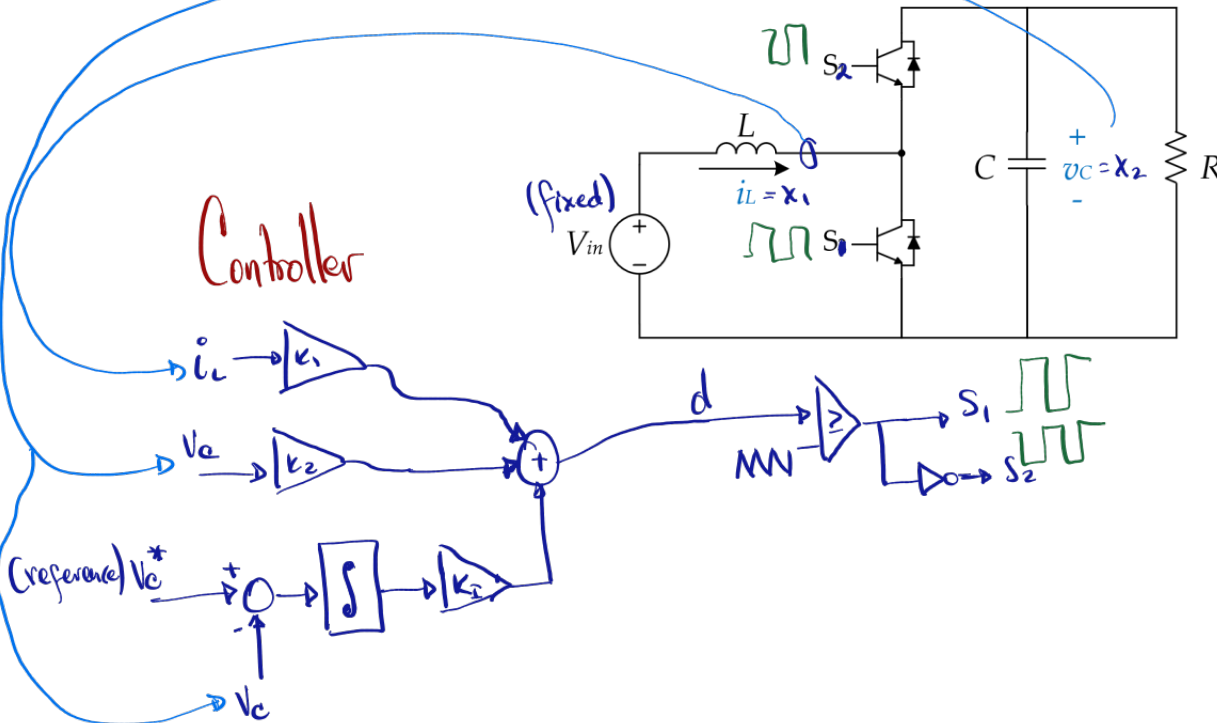 S2
L
(fixed)
iL = x1
C
+
vC = x2
-
R
+
Vin
−
S1
Controller
iL
K1
d
≥
S1
Vc
K2
+
S2
(reference) Vc*
+
∫
KI
-
Vc